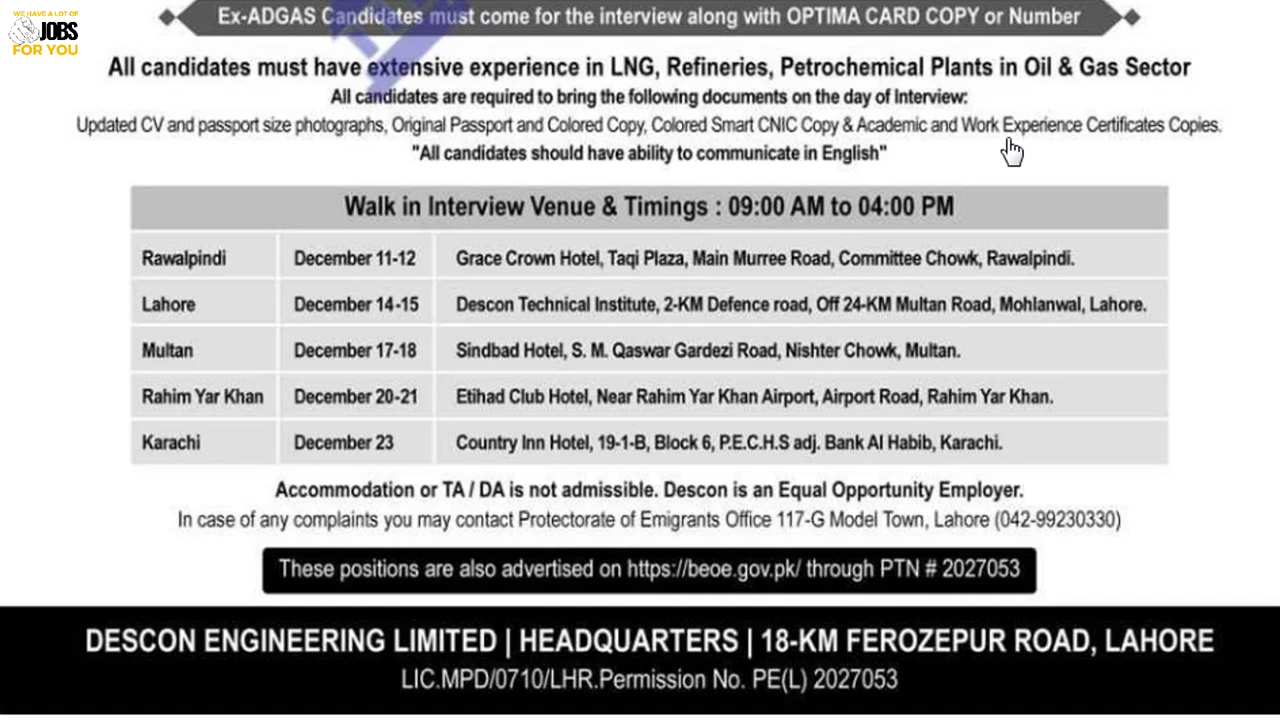 WE HAVE A LOT OF
JOBS
FOR YOU
Ex-ADGAS Candidates must come for the interview along with OPTIMA CARD COPY or Number
All candidates must have extensive experience in LNG, Refineries, Petrochemical Plants in Oil & Gas Sector
All candidates are required to bring the following documents on the day of Interview:
Updated CV and passport size photographs, Original Passport and Colored Copy, Colored Smart CNIC Copy & Academic and Work Experience Certificates Copies.
"All candidates should have ability to communicate in English"
Walk in Interview Venue & Timings : 09:00 AM to 04:00 PM
Rawalpindi December 11-12 Grace Crown Hotel, Taqi Plaza, Main Murree Road, Committee Chowk, Rawalpindi.
Lahore December 14-15 Descon Technical Institute, 2-KM Defence road, Off 24-KM Multan Road, Mohlanwal, Lahore.
Multan December 17-18 Sindbad Hotel, S. M. Qaswar Gardezi Road, Nishter Chowk, Multan.
Rahim Yar Khan December 20-21 Etihad Club Hotel, Near Rahim Yar Khan Airport, Airport Road, Rahim Yar Khan.
Karachi December 23 Country Inn Hotel, 19-1-B, Block 6, P.E.C.H.S adj. Bank Al Habib, Karachi.
Accommodation or TA / DA is not admissible. Descon is an Equal Opportunity Employer.
In case of any complaints you may contact Protectorate of Emigrants Office 117-G Model Town, Lahore (042-99230330)
These positions are also advertised on https://beoe.gov.pk/ through PTN # 2027053
DESCON ENGINEERING LIMITED | HEADQUARTERS | 18-KM FEROZEPUR ROAD, LAHORE
LIC.MPD/0710/LHR.Permission No. PE(L) 2027053